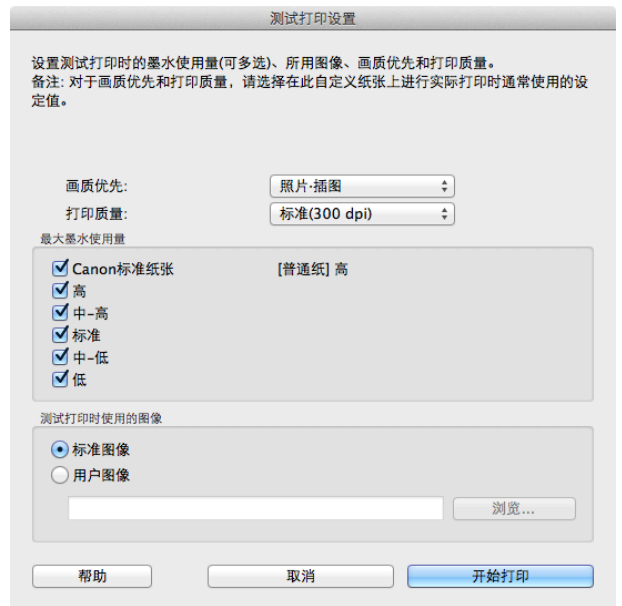 测试打印设置
设置测试打印时的墨水使用量(可多选)、所用图像、画质优先和打印质量。
备注: 对于画质优先和打印质量，请选择在此自定义纸张上进行实际打印时通常使用的设
定值。
画质优先: 照片·插图
打印质量: 标准(300 dpi)
最大墨水使用量
Canon标准纸张 [普通纸] 高
高
中-高
标准
中-低
低
测试打印时使用的图像
标准图像
用户图像
浏览...
帮助 取消 开始打印